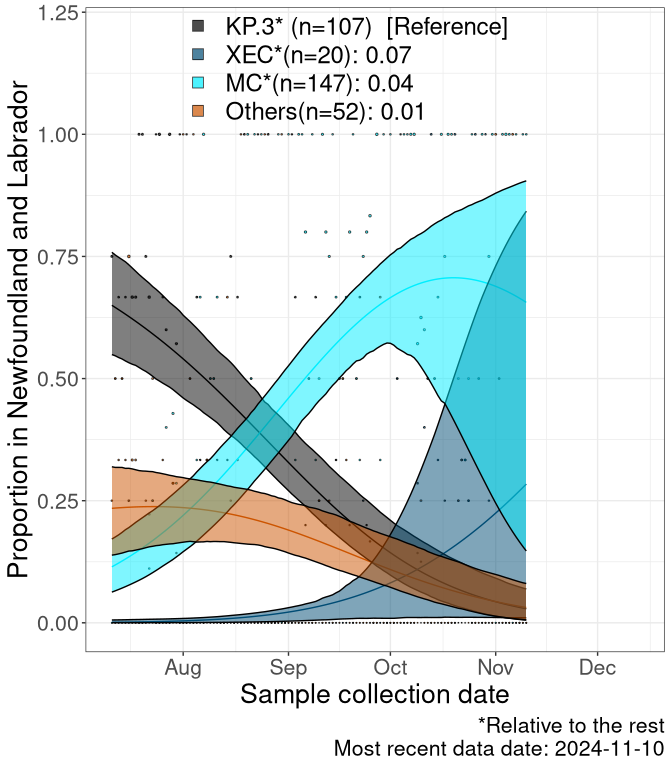 KP.3* (n=107)  [Reference]
XEC*(n=20): 0.07
MC*(n=147): 0.04
Others(n=52): 0.01
Proportion in Newfoundland and Labrador
1.25
1.00
0.75
0.50
0.25
0.00
Aug Sep Oct Nov Dec
Sample collection date
*Relative to the rest
Most recent data date: 2024-11-10